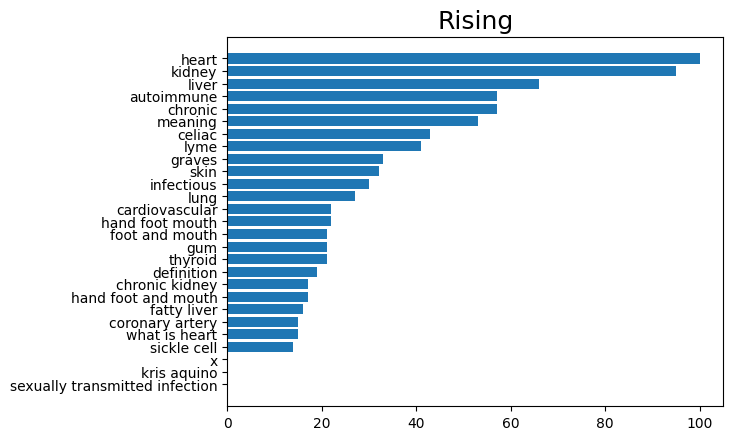 Rising
heart
kidney
liver
autoimmune
chronic
meaning
celiac
lyme
graves
skin
infectious
lung
cardiovascular
hand foot mouth
foot and mouth
gum
thyroid
definition
chronic kidney
hand foot and mouth
fatty liver
coronary artery
what is heart
sickle cell
x
kris aquino
sexually transmitted infection
0 20 40 60 80 100